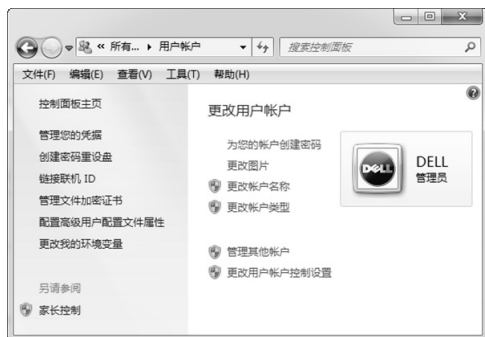 所有... 用户帐户 搜索控制面板
文件(F) 编辑(E) 查看(V) 工具(T) 帮助(H)
控制面板主页
管理您的凭据
创建密码重设盘
链接联机 ID
管理文件加密证书
配置高级用户配置文件属性
更改我的环境变量
另请参阅
家长控制
更改用户帐户
为您的帐户创建密码
更改图片
更改帐户名称
更改帐户类型
管理其他帐户
更改用户帐户控制设置
DELL
DELL
管理员